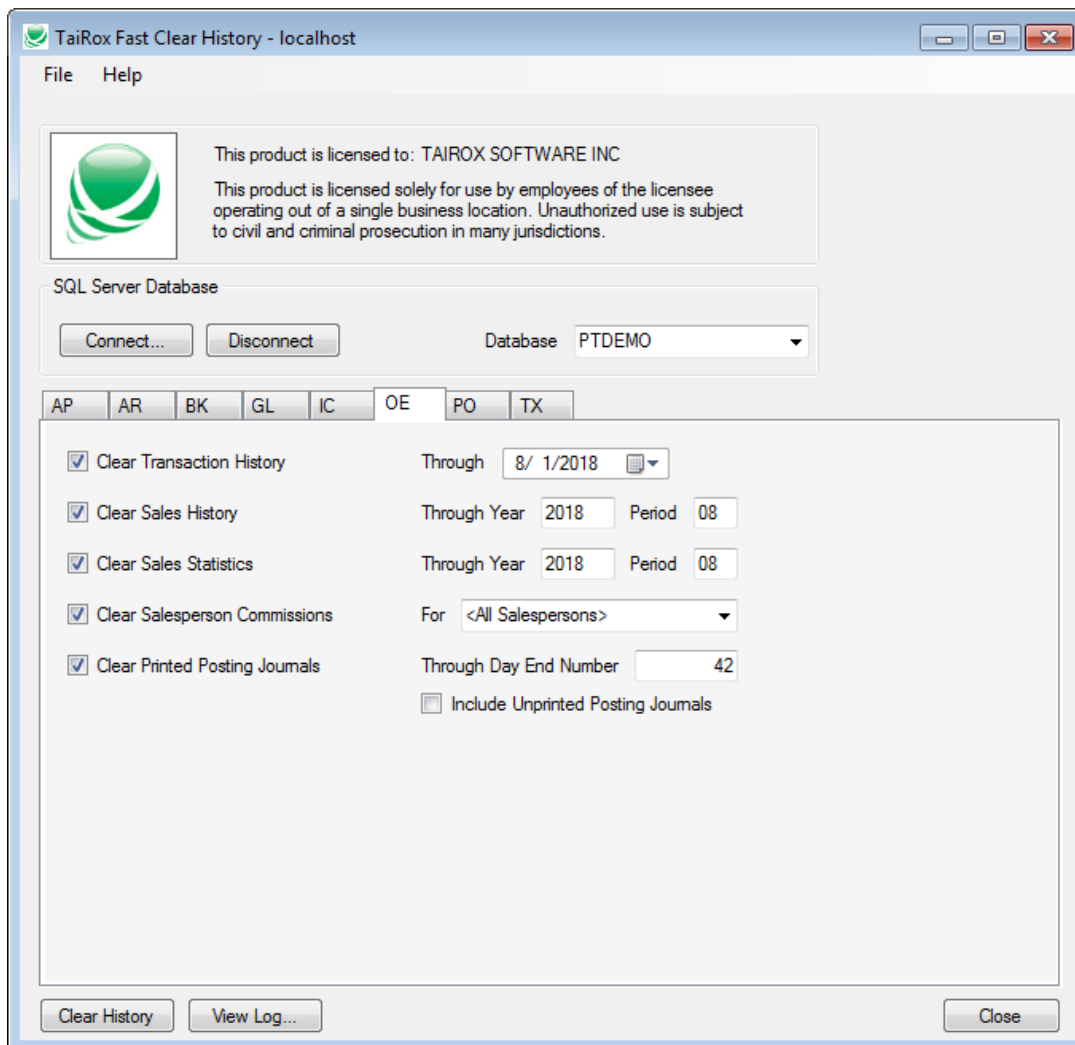 TaiRox Fast Clear History - localhost
File Help
This product is licensed to: TAIROX SOFTWARE INC
This product is licensed solely for use by employees of the licensee
operating out of a single business location. Unauthorized use is subject
to civil and criminal prosecution in many jurisdictions.
SQL Server Database
Connect... Disconnect Database PTDEMO
AP AR BK GL IC OE PO TX
Clear Transaction History Through 8/ 1/2018
Clear Sales History Through Year 2018 Period 08
Clear Sales Statistics Through Year 2018 Period 08
Clear Salesperson Commissions For <All Salespersons>
Clear Printed Posting Journals Through Day End Number 42
Include Unprinted Posting Journals
Clear History View Log... Close